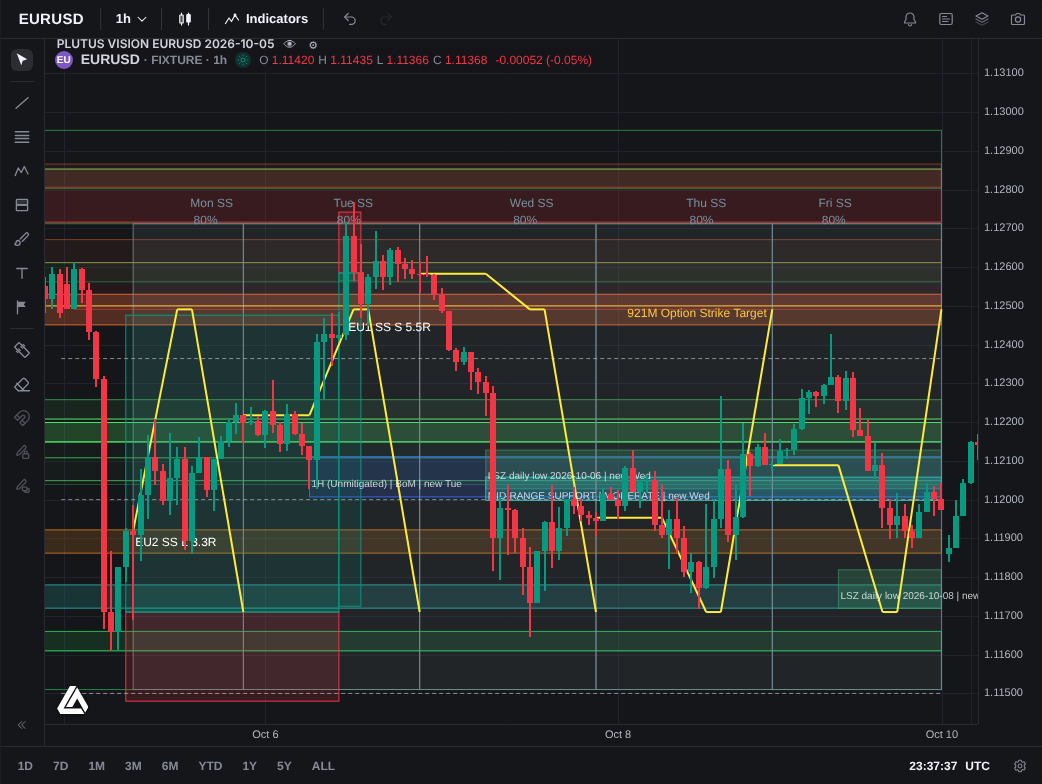 EURUSD 1h Indicators
PLUTUS VISION EURUSD 2026-10-05
EU EURUSD · FIXTURE · 1h O 1.11420 H 1.11435 L 1.11366 C 1.11368 -0.00052 (-0.05%)
1.13100
1.13000
1.12900
1.12800
Mon SS Tue SS Wed SS Thu SS Fri SS
80% 80% 80% 80% 80%
1.12700
1.12600
1.12500
921M Option Strike Target
EU1 SS S 5.5R
1.12400
1.12300
1.12200
1.12100
LSZ daily low 2026-10-06 | new Wed
1H (Unmitigated) | BoM | new Tue
MID RANGE SUPPORT | MODERATE | new Wed
1.12000
1.11900
EU2 SS L 3.3R
1.11800
LSZ daily low 2026-10-08 | new
1.11700
1.11600
1.11500
Oct 6 Oct 8 Oct 10
1D 7D 1M 3M 6M YTD 1Y 5Y ALL 23:37:37 UTC